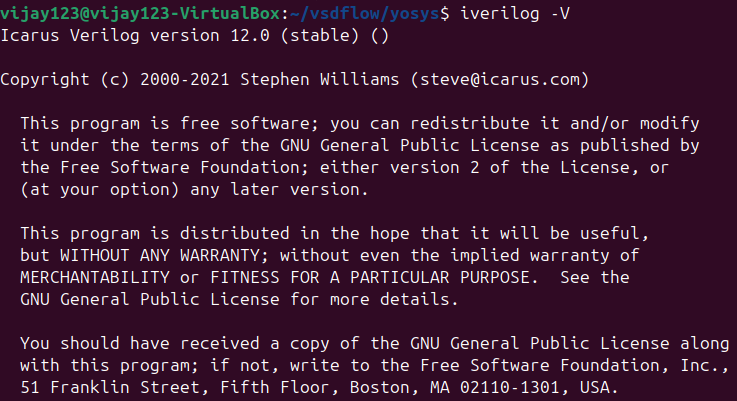 vijay123@vijay123-VirtualBox:~/vsdflow/yosys$ iverilog -V
Icarus Verilog version 12.0 (stable) ()
Copyright (c) 2000-2021 Stephen Williams (steve@icarus.com)
This program is free software; you can redistribute it and/or modify
it under the terms of the GNU General Public License as published by
the Free Software Foundation; either version 2 of the License, or
(at your option) any later version.
This program is distributed in the hope that it will be useful,
but WITHOUT ANY WARRANTY; without even the implied warranty of
MERCHANTABILITY or FITNESS FOR A PARTICULAR PURPOSE.  See the
GNU General Public License for more details.
You should have received a copy of the GNU General Public License along
with this program; if not, write to the Free Software Foundation, Inc.,
51 Franklin Street, Fifth Floor, Boston, MA 02110-1301, USA.